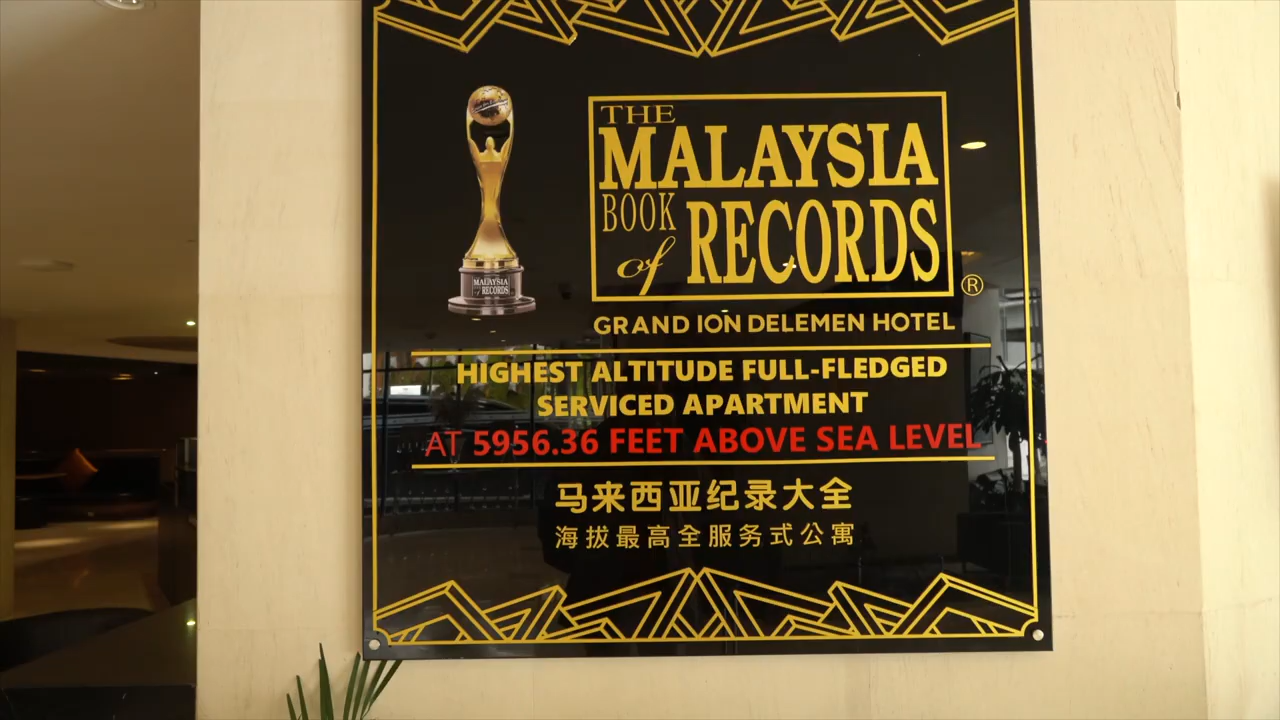 THE
MALAYSIA
BOOK
of RECORDS
®
GRAND ION DELEMEN HOTEL
HIGHEST ALTITUDE FULL-FLEDGED
SERVICED APARTMENT
AT 5956.36 FEET ABOVE SEA LEVEL
马来西亚纪录大全
海拔最高全服务式公寓
MALAYSIA
RECORDS